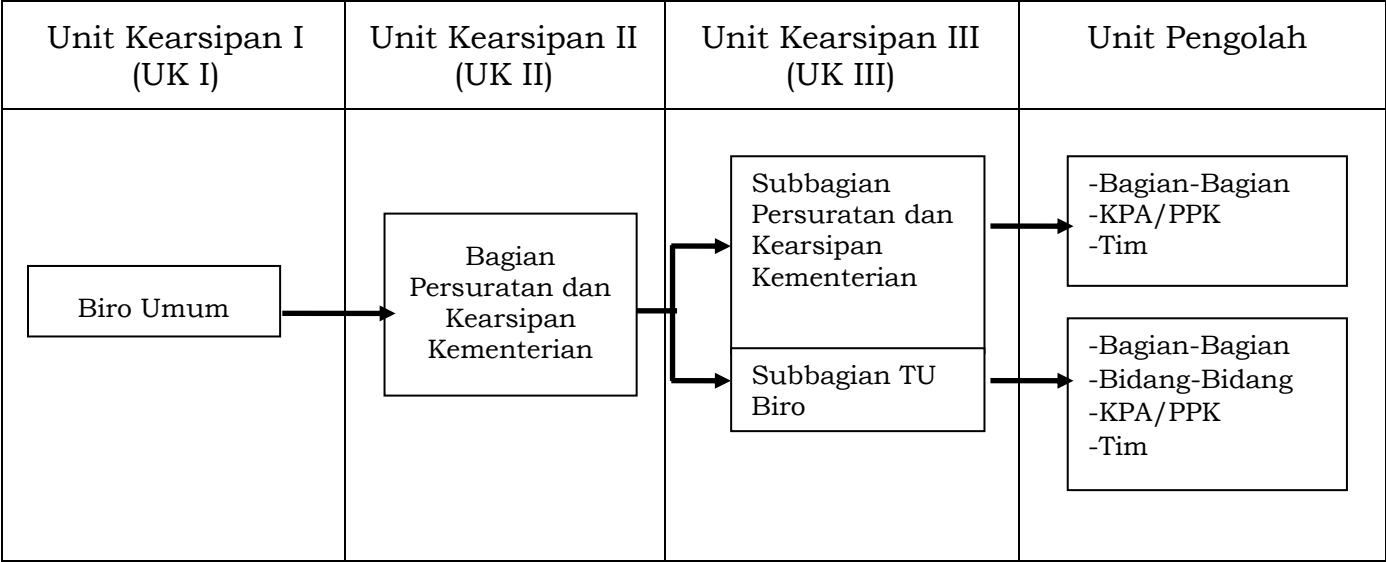 Unit Kearsipan I
(UK I)
Unit Kearsipan II
(UK II)
Unit Kearsipan III
(UK III)
Unit Pengolah
Biro Umum
Bagian
Persuratan dan
Kearsipan
Kementerian
Subbagian
Persuratan dan
Kearsipan
Kementerian
Subbagian TU
Biro
-Bagian-Bagian
-KPA/PPK
-Tim
-Bagian-Bagian
-Bidang-Bidang
-KPA/PPK
-Tim